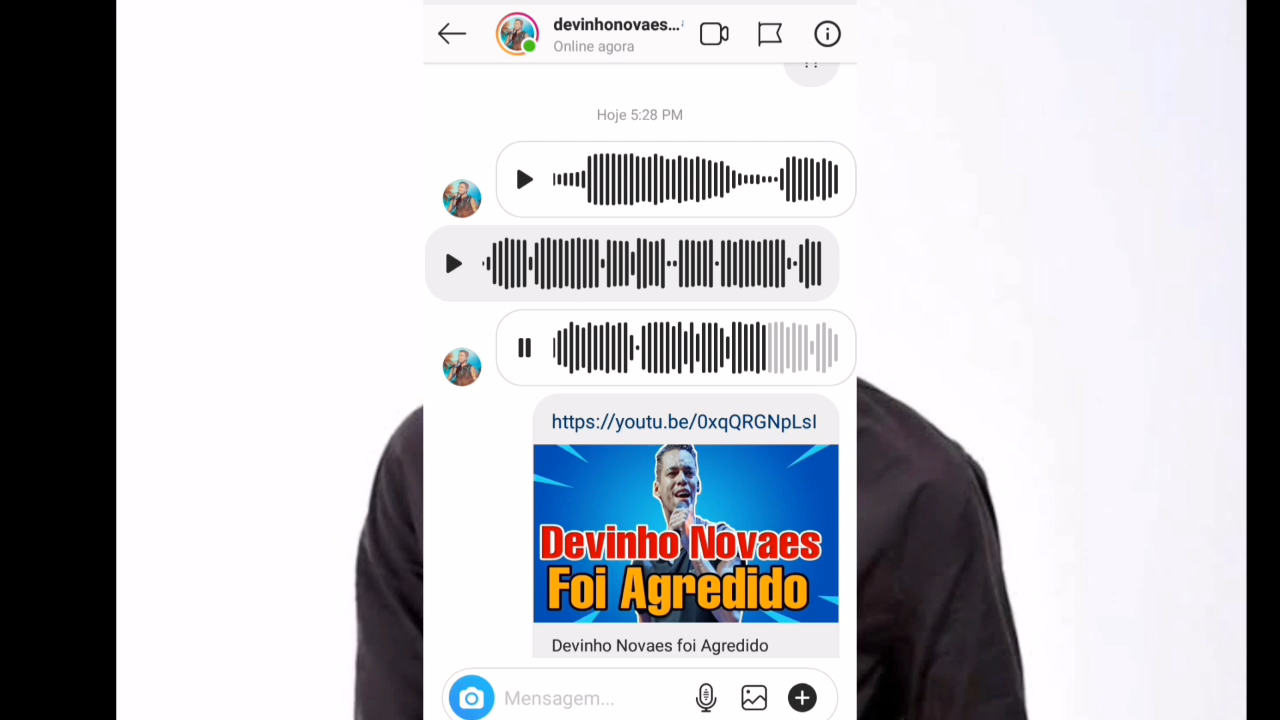 devinhonovaes...
Online agora
Hoje 5:28 PM
https://youtu.be/0xqQRGNpLsI
Devinho Novaes
Foi Agredido
Devinho Novaes foi Agredido
Mensagem...